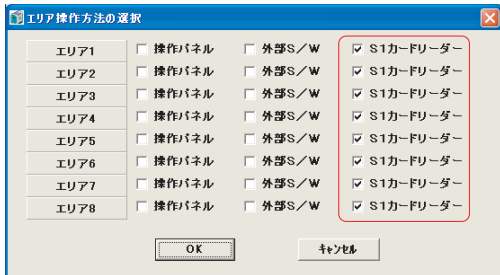 エリア操作方法の選択
エリア1 操作パネル 外部S/W S1カードリーダー
エリア2 操作パネル 外部S/W S1カードリーダー
エリア3 操作パネル 外部S/W S1カードリーダー
エリア4 操作パネル 外部S/W S1カードリーダー
エリア5 操作パネル 外部S/W S1カードリーダー
エリア6 操作パネル 外部S/W S1カードリーダー
エリア7 操作パネル 外部S/W S1カードリーダー
エリア8 操作パネル 外部S/W S1カードリーダー
OK キャンセル